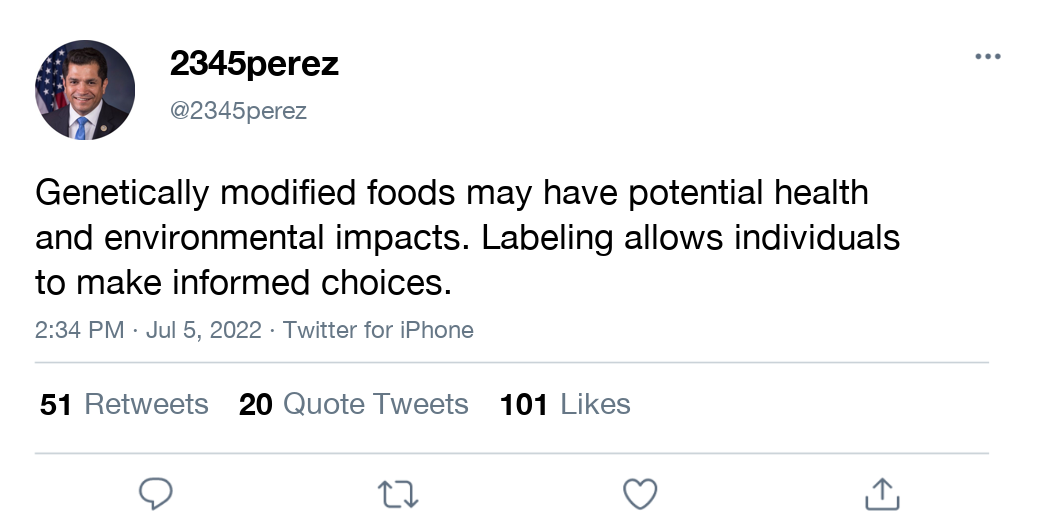 2345perez
@2345perez
Genetically modified foods may have potential health
and environmental impacts. Labeling allows individuals
to make informed choices.
2:34 PM · Jul 5, 2022 · Twitter for iPhone
51 Retweets 20 Quote Tweets 101 Likes